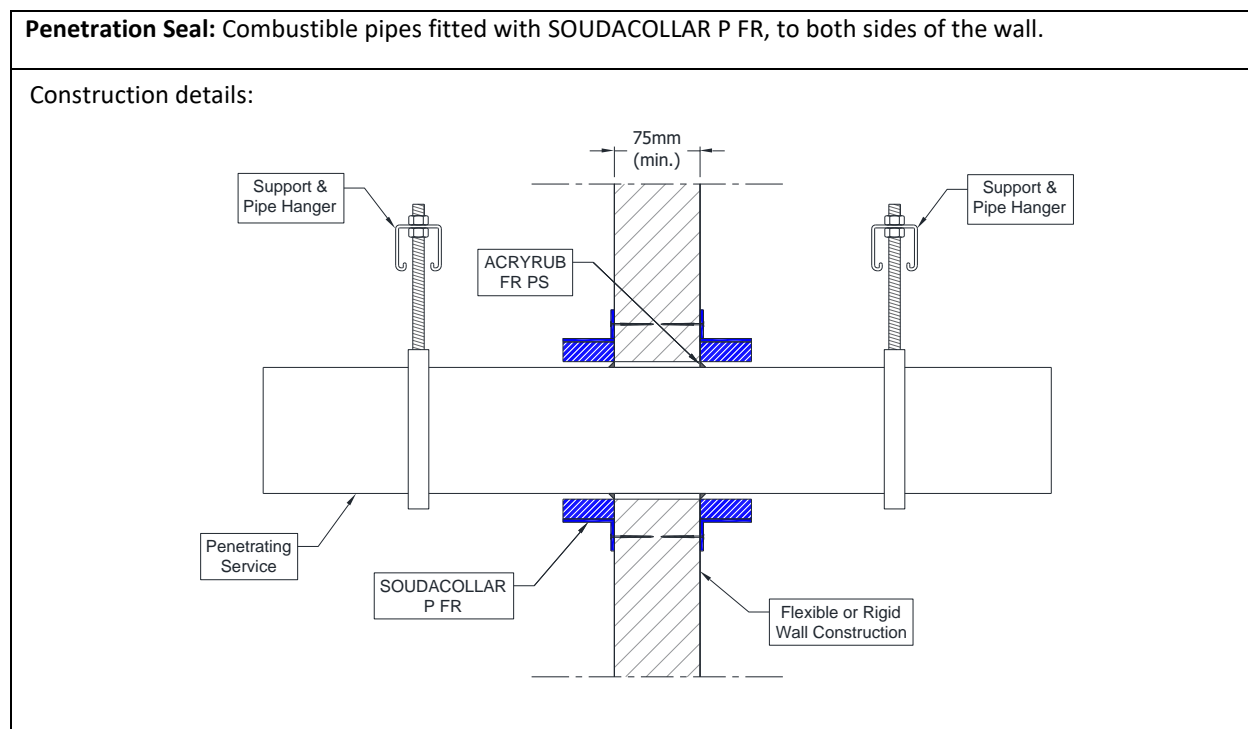 Penetration Seal: Combustible pipes fitted with SOUDACOLLAR P FR, to both sides of the wall.
Construction details:
75mm
(min.)
Support &
Pipe Hanger
Support &
Pipe Hanger
ACRYRUB
FR PS
Penetrating
Service
SOUDACOLLAR
P FR
Flexible or Rigid
Wall Construction